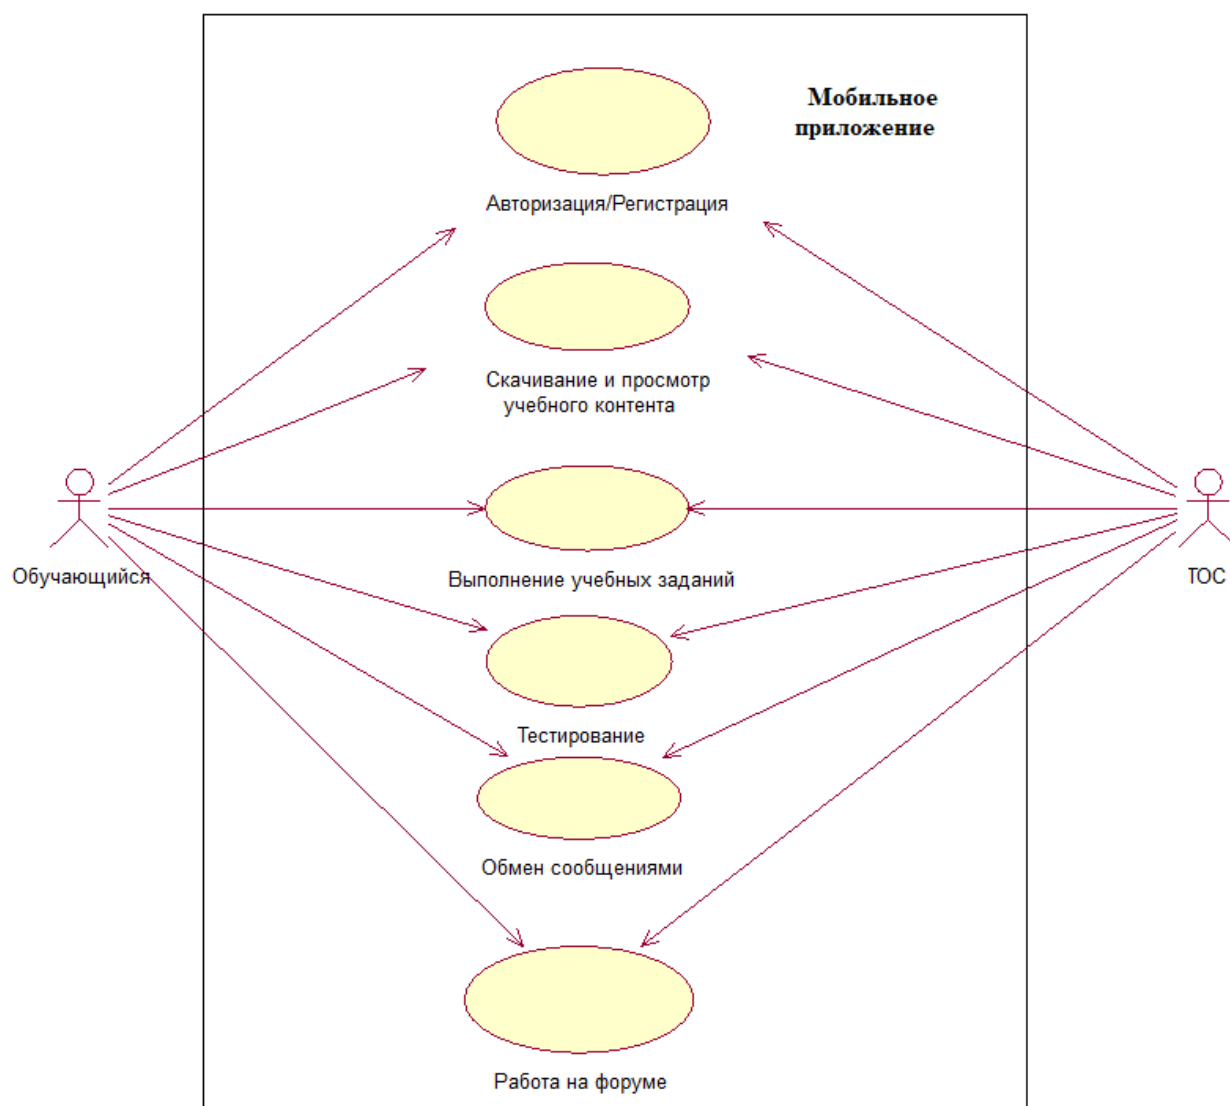 Мобильное
приложение
Авторизация/Регистрация
Скачивание и просмотр
учебного контента
Обучающийся
Выполнение учебных заданий
ТОС
Тестирование
Обмен сообщениями
Работа на форуме